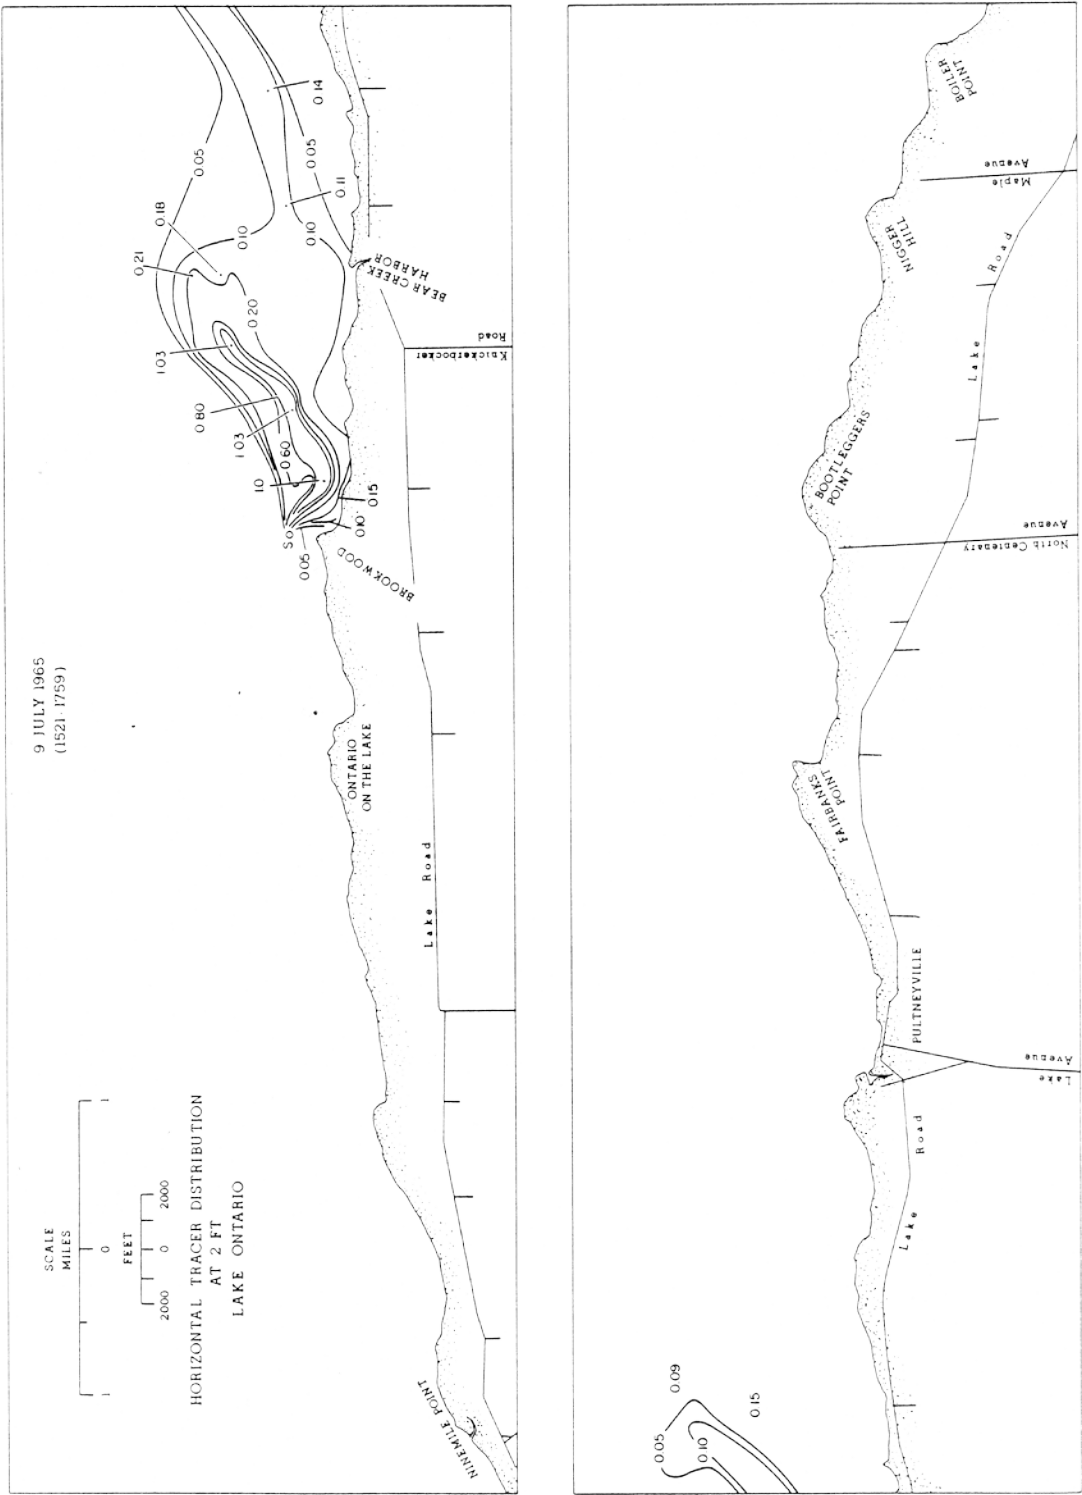 9 JULY 1965
(1521-1759)
SCALE
MILES
1 0 1
FEET
2000 0 2000
HORIZONTAL TRACER DISTRIBUTION
AT 2 FT
LAKE ONTARIO
0.05
0.18
0.21
0.10
0.14
0.05
0.11
0.10
0.20
1.03
0.80
1.03
0.60
1.0
So
0.05
0.10
0.15
BEAR CREEK
HARBOR
Knickerbocker
Road
BROOKWOOD
ONTARIO
ON THE LAKE
Lake Road
NINEMILE POINT
BOILER
POINT
Maple
Avenue
NIGGER
HILL
Lake Road
BOOTLEGGERS
POINT
North Centenary
Avenue
FAIRBANKS
POINT
PULTNEYVILLE
Lake
Avenue
Lake Road
0.05
0.09
0.10
0.15